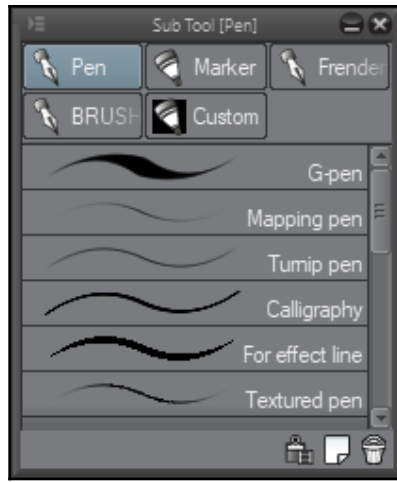 Sub Tool [Pen]
Pen Marker Frender
BRUSH Custom
G-pen
Mapping pen
Turnip pen
Calligraphy
For effect line
Textured pen